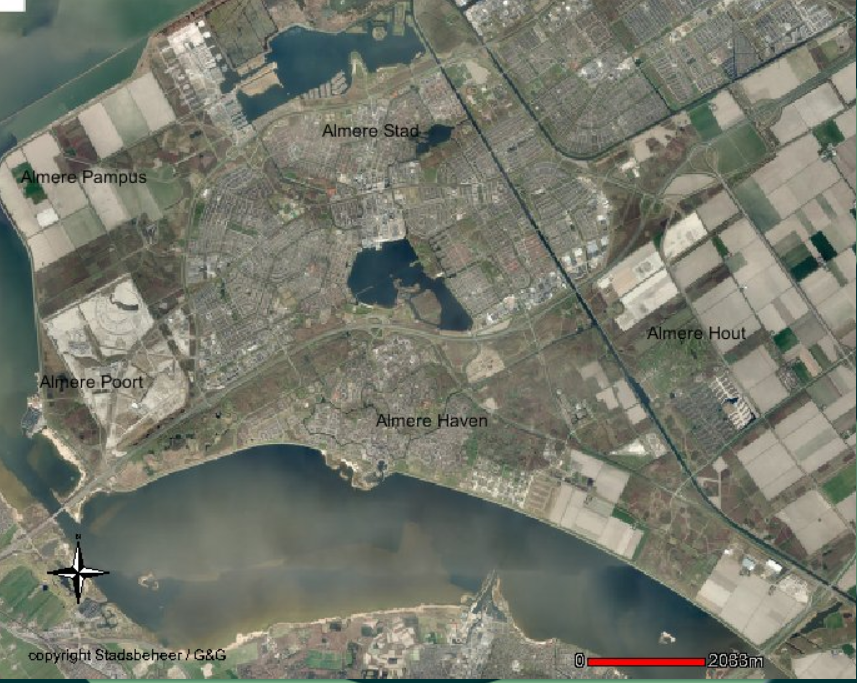 Almere Stad
Almere Pampus
Almere Hout
Almere Poort
Almere Haven
N
copyright Stadsbeheer / G&G
0 2033m